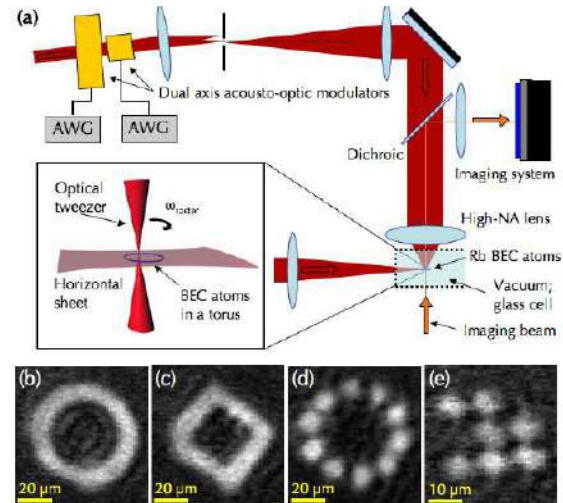 (a)
Dual axis acousto-optic modulators
AWG
AWG
Dichroic
Imaging system
Optical
tweezer
High-NA lens
Rb BEC atoms
Horizontal
sheet
BEC atoms
in a torus
Vacuum;
glass cell
Imaging beam
(b)
(c)
(d)
(e)
20 μm
20 μm
20 μm
10 μm